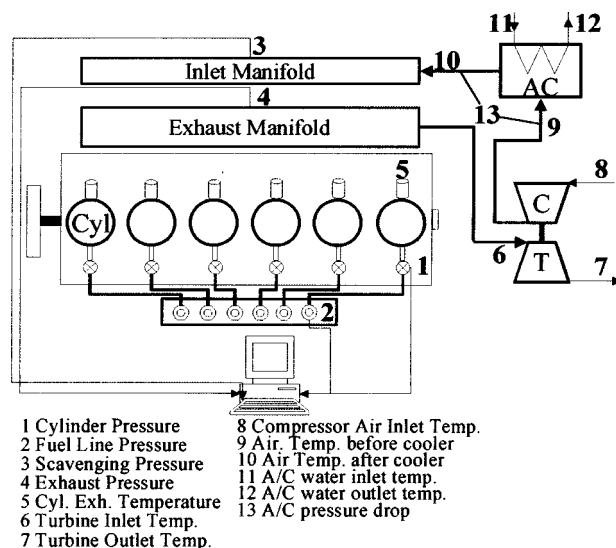 11
12
3
10
Inlet Manifold
AC
4
13
9
Exhaust Manifold
5
8
C
Cyl
6
T
1
7
2
1 Cylinder Pressure
2 Fuel Line Pressure
3 Scavenging Pressure
4 Exhaust Pressure
5 Cyl. Exh. Temperature
6 Turbine Inlet Temp.
7 Turbine Outlet Temp.
8 Compressor Air Inlet Temp.
9 Air. Temp. before cooler
10 Air Temp. after cooler
11 A/C water inlet temp.
12 A/C water outlet temp.
13 A/C pressure drop